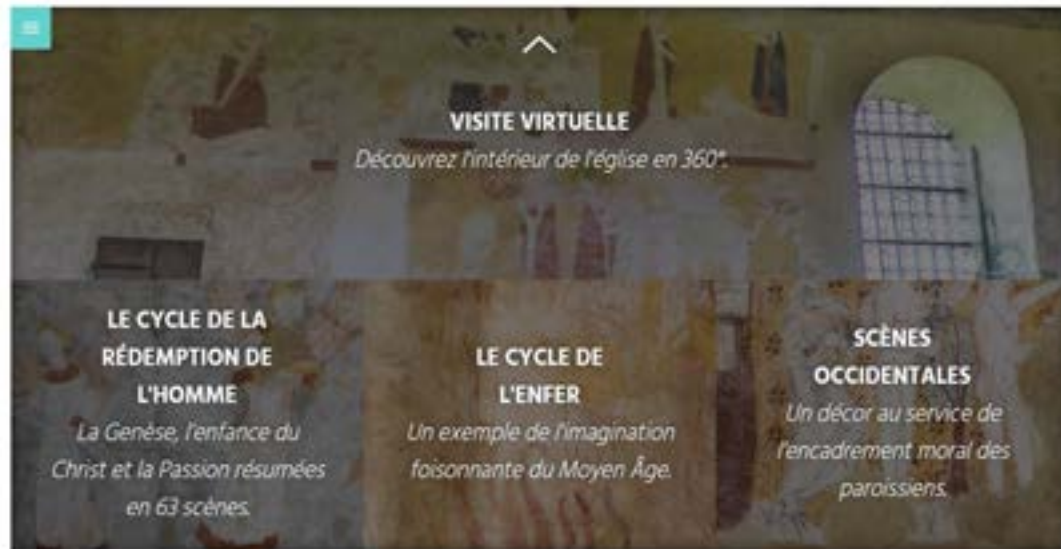 VISITE VIRTUELLE
Découvrez l'intérieur de l'église en 360°.
LE CYCLE DE LA
RÉDEMPTION DE
L'HOMME
La Genèse, l'enfance du
Christ et la Passion résumées
en 63 scènes.
LE CYCLE DE
L'ENFER
Un exemple de l'imagination
foisonnante du Moyen Âge.
SCÈNES
OCCIDENTALES
Un décor au service de
l'encadrement moral des
paroissiens.